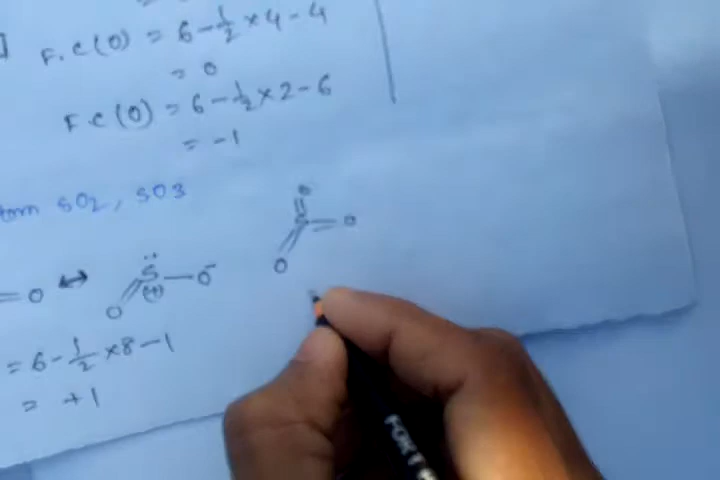 F.C(O) = 6 - 1/2 × 4 - 4
= 0
F.C(O) = 6 - 1/2 × 2 - 6
= -1
SO2, SO3
O
S = O
O
= O ↔ S̈ - O⁻
(+)
O
= 6 - 1/2 × 8 - 1
= +1